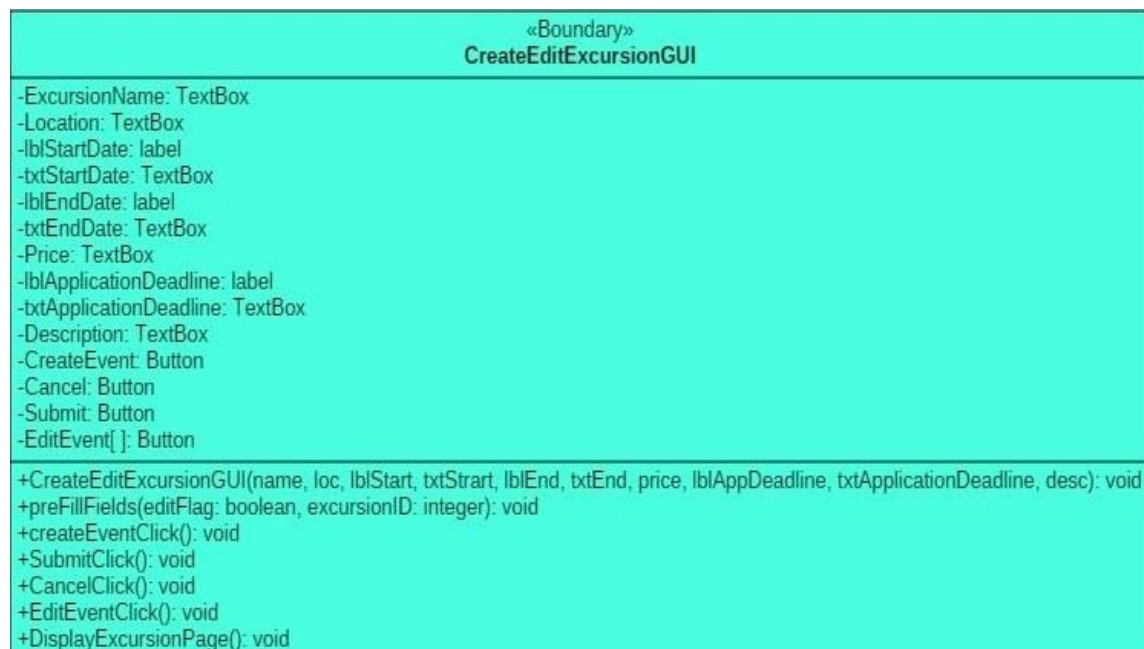 «Boundary»
CreateEditExcursionGUI
-ExcursionName: TextBox
-Location: TextBox
-lblStartDate: label
-txtStartDate: TextBox
-lblEndDate: label
-txtEndDate: TextBox
-Price: TextBox
-lblApplicationDeadline: label
-txtApplicationDeadline: TextBox
-Description: TextBox
-CreateEvent: Button
-Cancel: Button
-Submit: Button
-EditEvent[ ]: Button
+CreateEditExcursionGUI(name, loc, lblStart, txtStrart, lblEnd, txtEnd, price, lblAppDeadline, txtApplicationDeadline, desc): void
+preFillFields(editFlag: boolean, excursionID: integer): void
+createEventClick(): void
+SubmitClick(): void
+CancelClick(): void
+EditEventClick(): void
+DisplayExcursionPage(): void